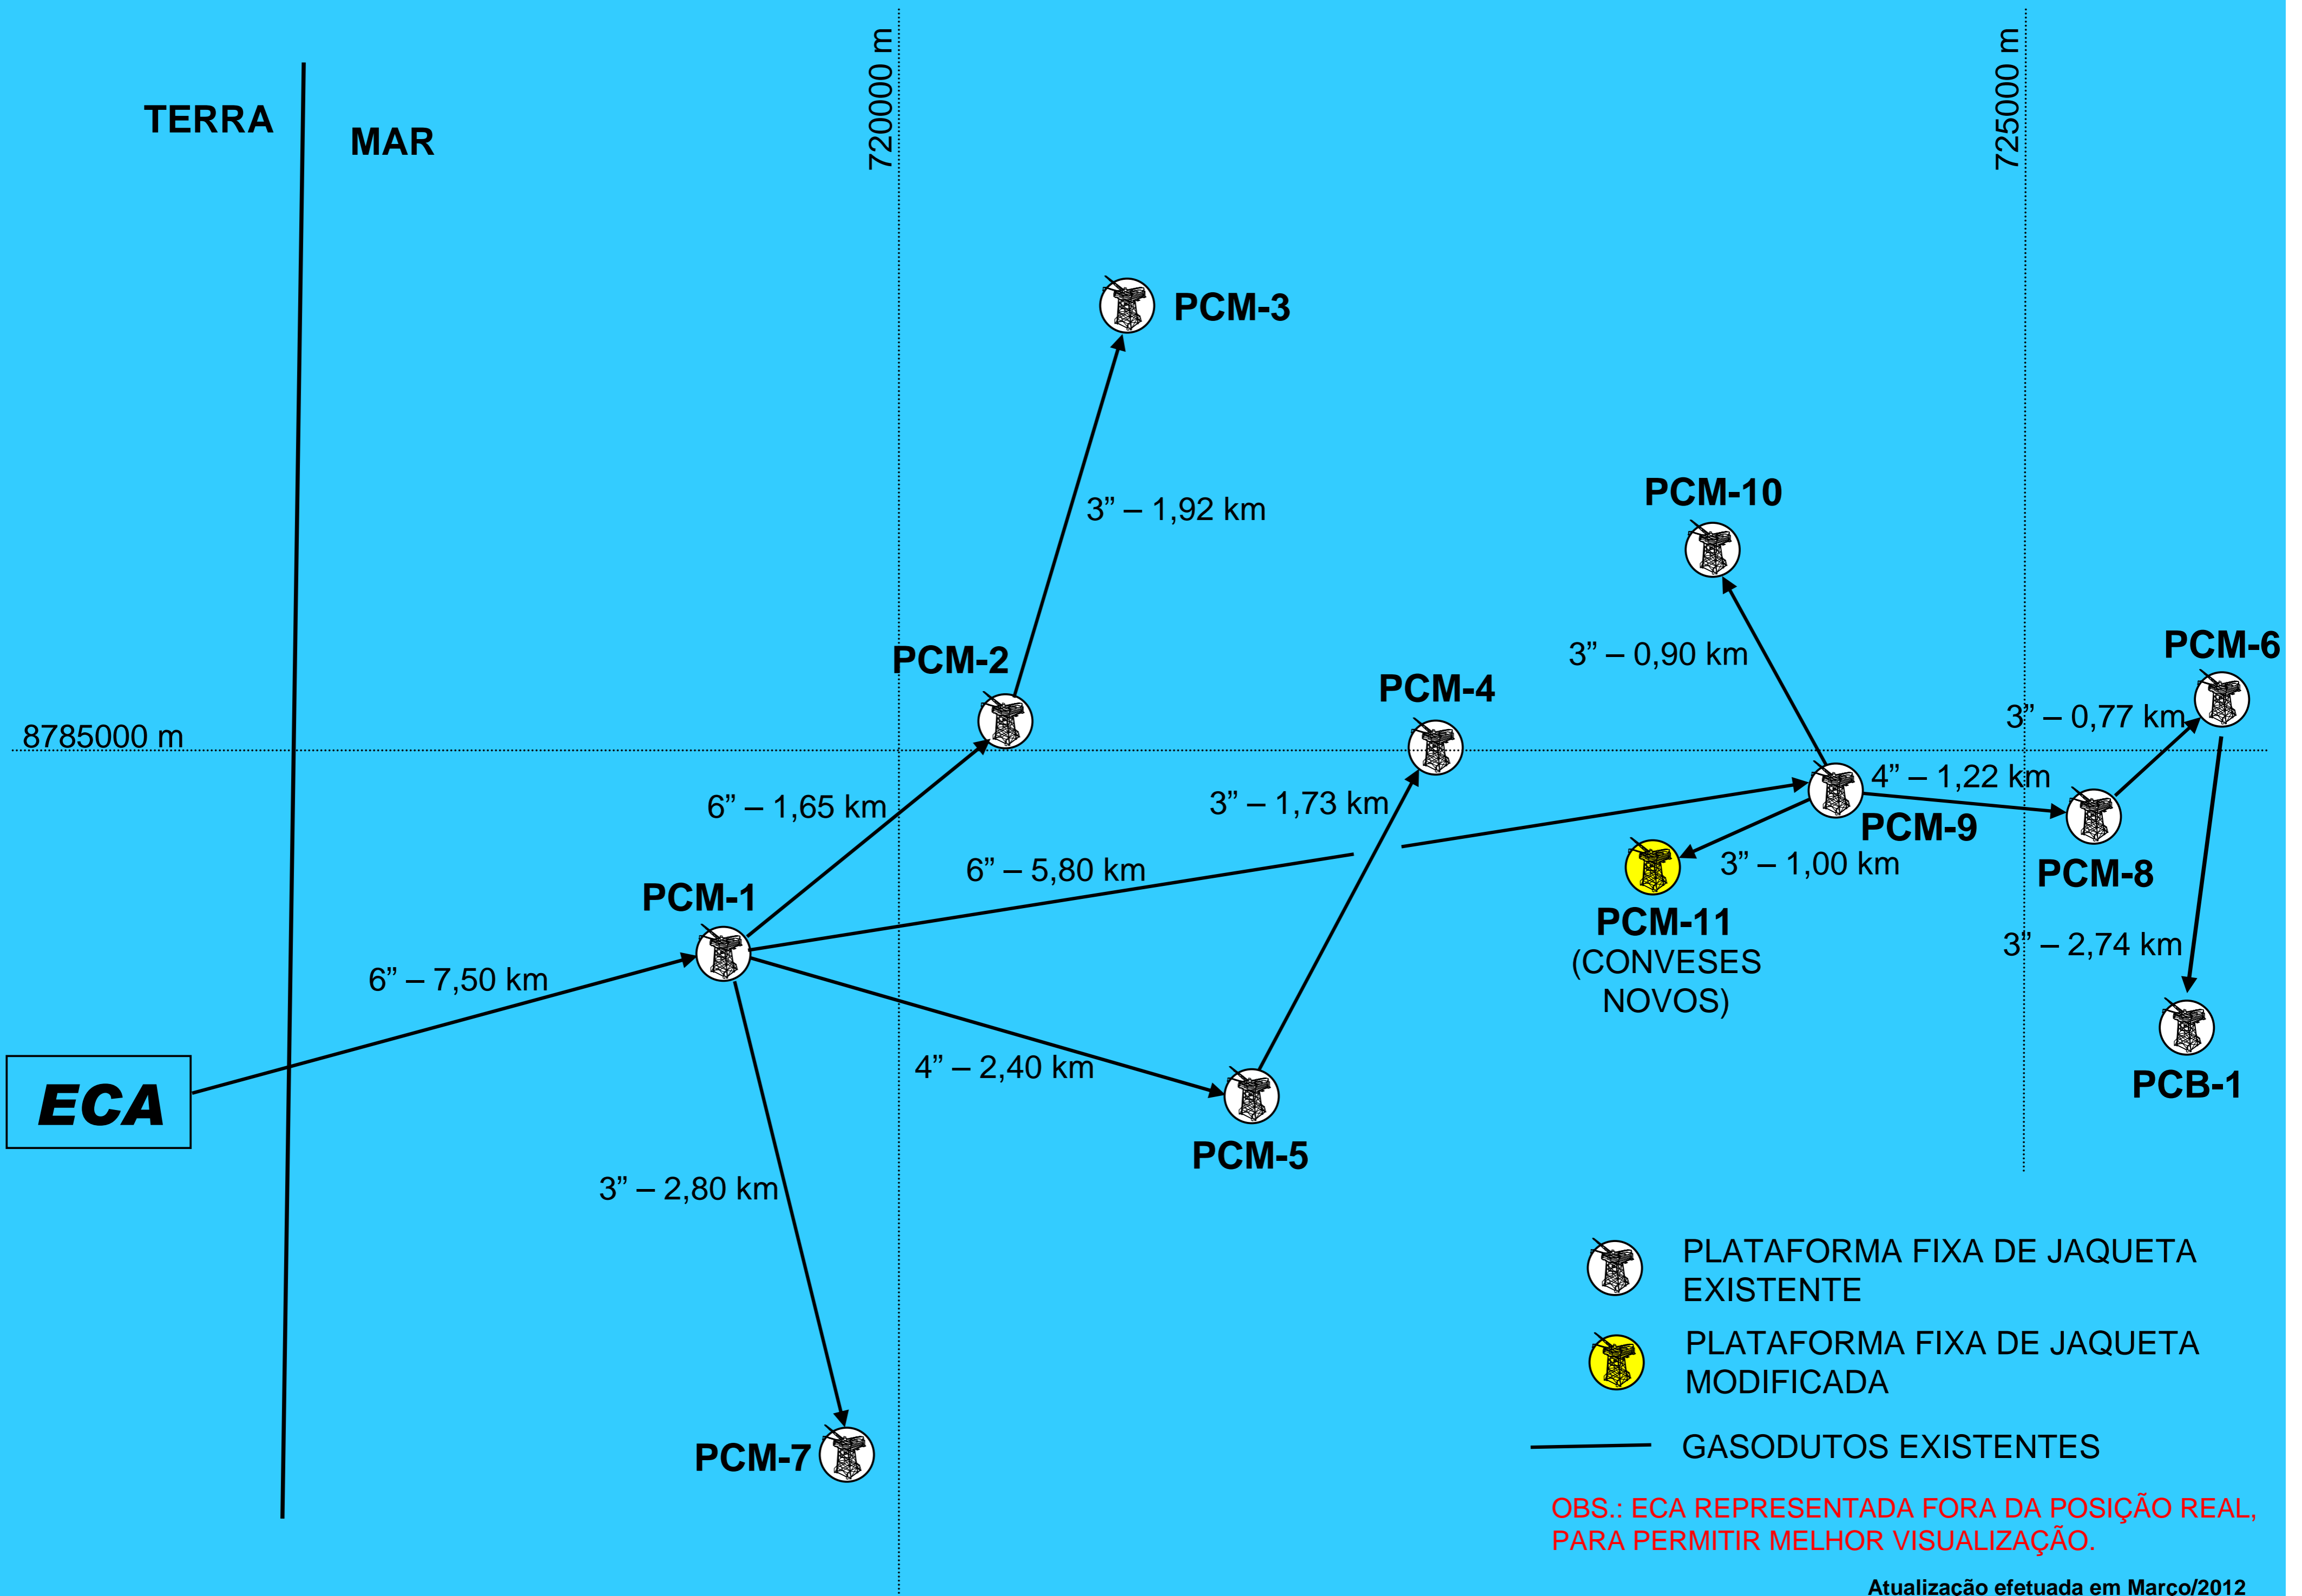 TERRA
MAR
720000 m
725000 m
PCM-3
3” – 1,92 km
PCM-10
PCM-2
3” – 0,90 km
PCM-6
PCM-4
3” – 0,77 km
8785000 m
6” – 1,65 km
3” – 1,73 km
4” – 1,22 km
PCM-9
6” – 5,80 km
3” – 1,00 km
PCM-8
PCM-1
PCM-11
(CONVESES
NOVOS)
3” – 2,74 km
6” – 7,50 km
4” – 2,40 km
PCB-1
ECA
PCM-5
3” – 2,80 km
PCM-7
PLATAFORMA FIXA DE JAQUETA
EXISTENTE
PLATAFORMA FIXA DE JAQUETA
MODIFICADA
GASODUTOS EXISTENTES
OBS.: ECA REPRESENTADA FORA DA POSIÇÃO REAL,
PARA PERMITIR MELHOR VISUALIZAÇÃO.
Atualização efetuada em Março/2012